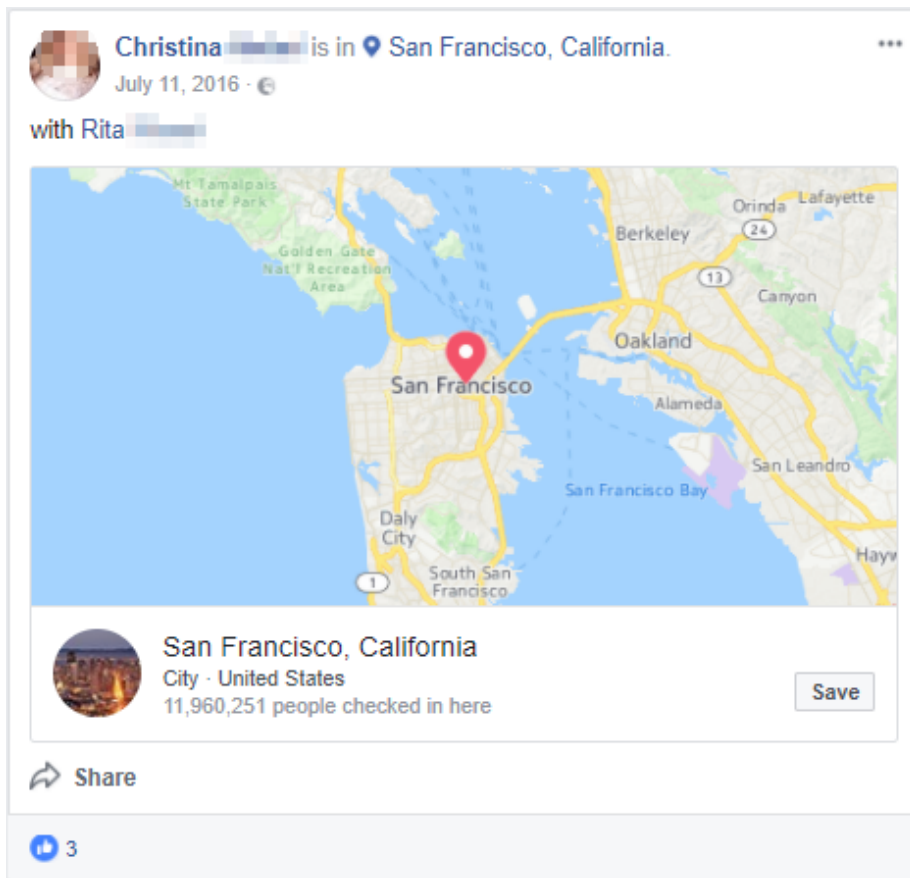 Christina is in San Francisco, California.
July 11, 2016 ·
with Rita
Mt Tamalpais
State Park
Orinda Lafayette
24
Berkeley
Golden Gate
Nat'l Recreation
Area
13
Canyon
Oakland
San Francisco
Alameda
San Leandro
San Francisco Bay
Daly
City
Hayw
South San
Francisco
1
San Francisco, California
City · United States
11,960,251 people checked in here
Save
Share
3